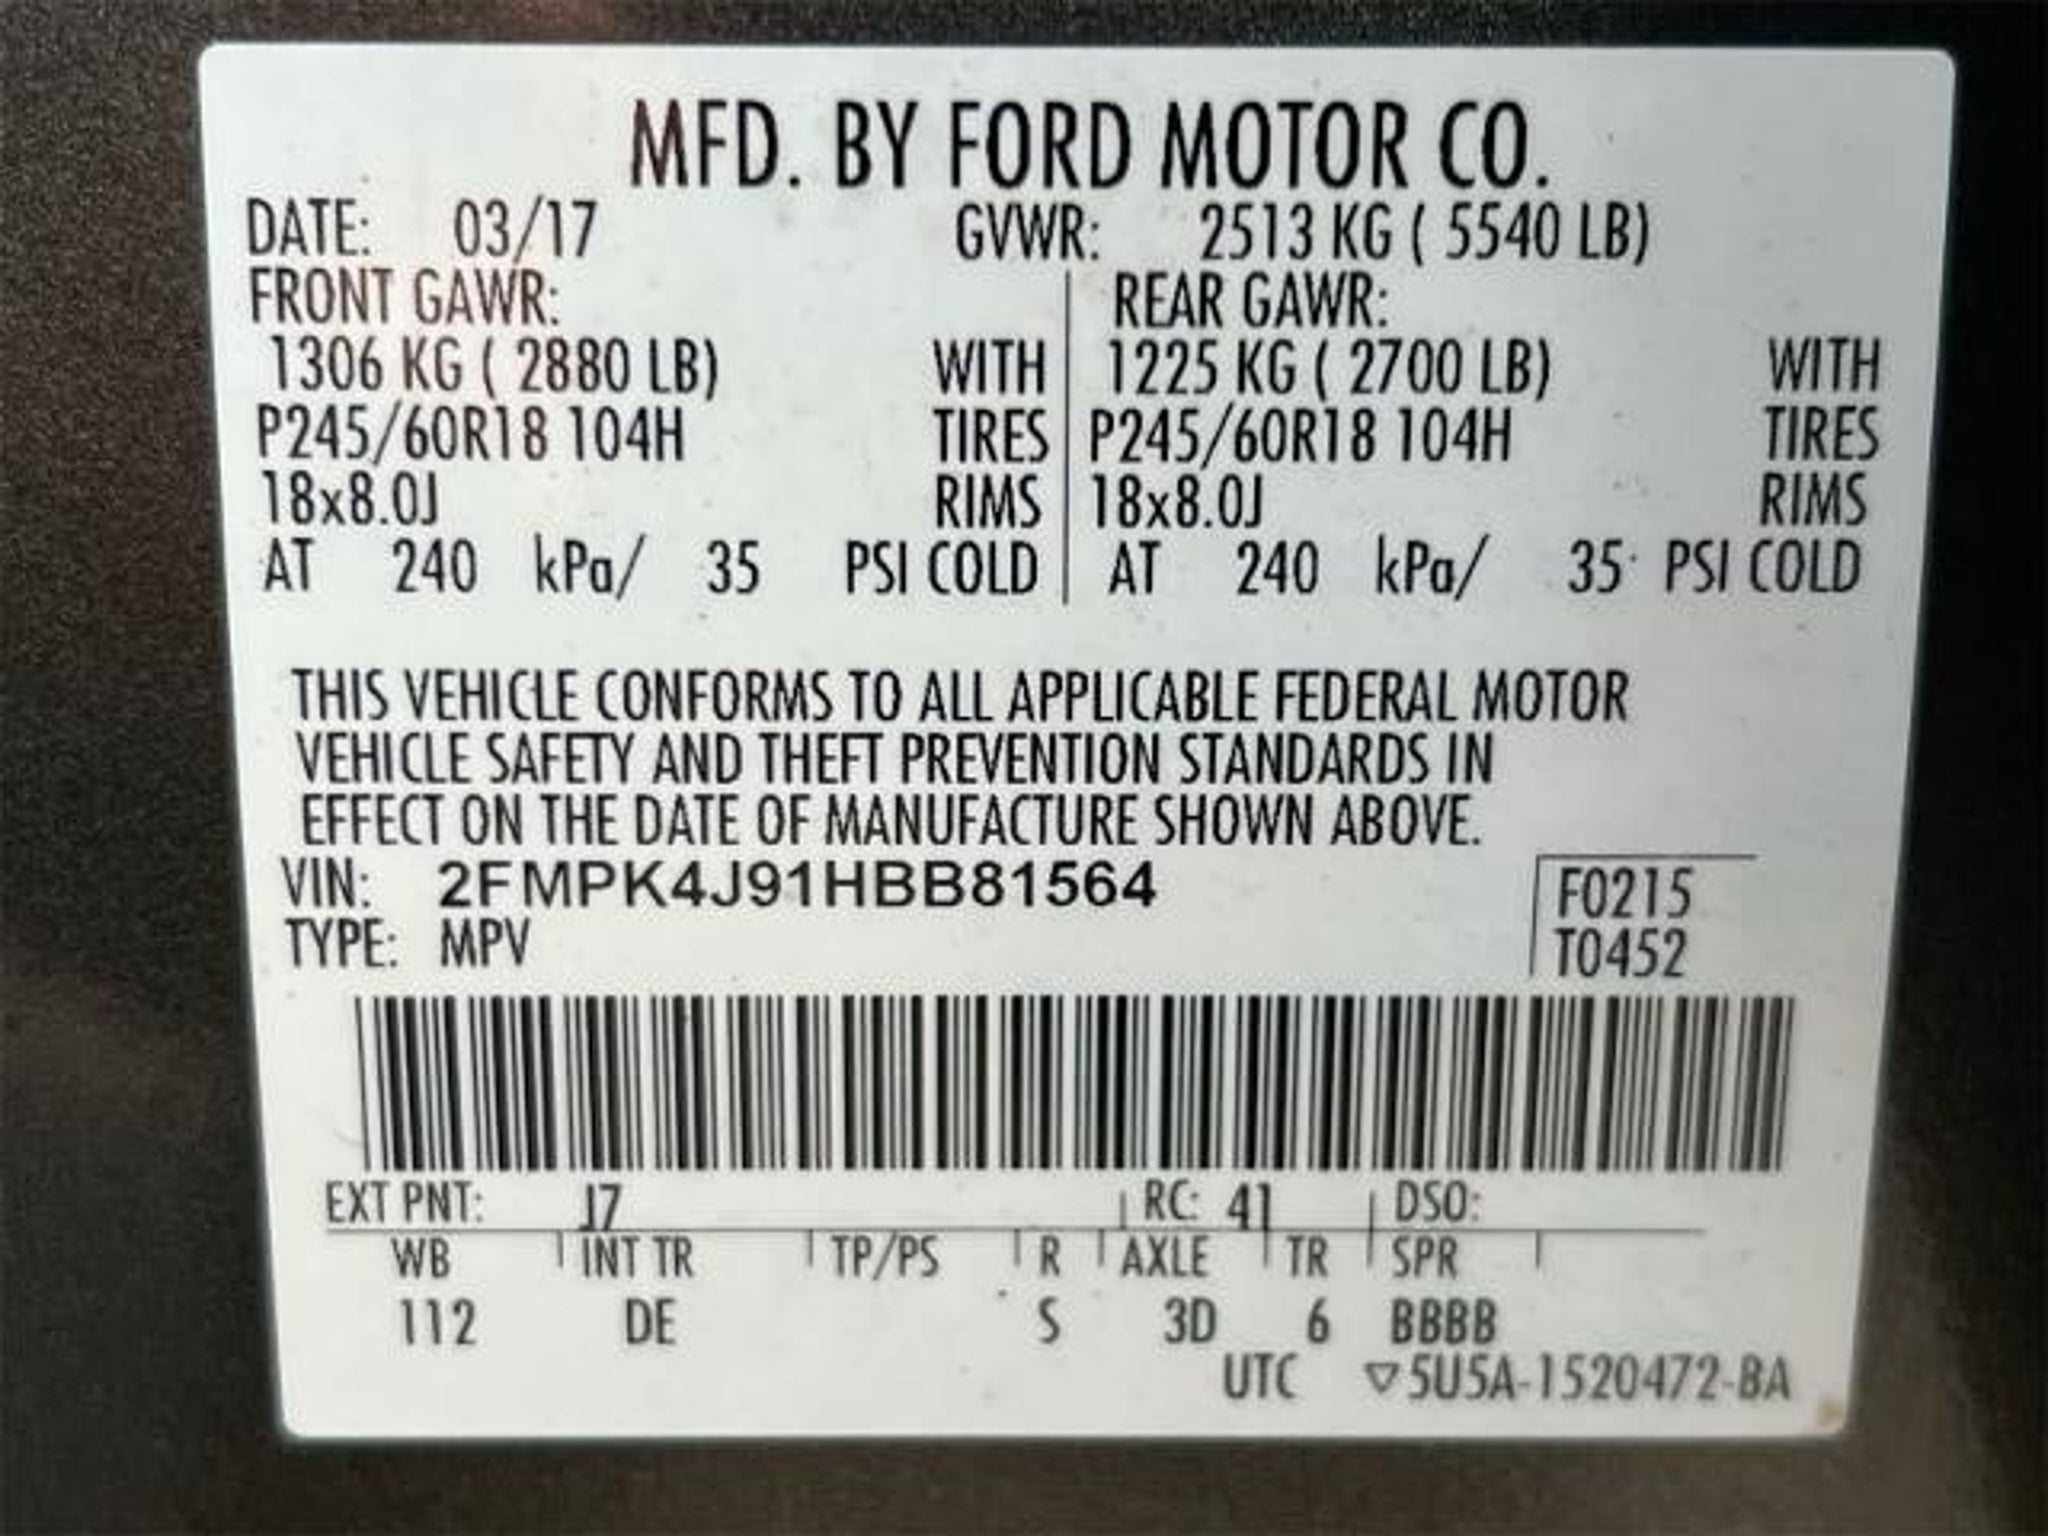 MFD. BY FORD MOTOR CO.
DATE: 03/17 GVWR: 2513 KG ( 5540 LB)
FRONT GAWR: REAR GAWR:
1306 KG ( 2880 LB) WITH 1225 KG ( 2700 LB) WITH
P245/60R18 104H TIRES P245/60R18 104H TIRES
18x8.0J RIMS 18x8.0J RIMS
AT 240 kPa/ 35 PSI COLD AT 240 kPa/ 35 PSI COLD
THIS VEHICLE CONFORMS TO ALL APPLICABLE FEDERAL MOTOR
VEHICLE SAFETY AND THEFT PREVENTION STANDARDS IN
EFFECT ON THE DATE OF MANUFACTURE SHOWN ABOVE.
VIN: 2FMPK4J91HBB81564 F0215
TYPE: MPV T0452
EXT PNT: J7 RC: 41 DSO:
WB INT TR TP/PS R AXLE TR SPR
112 DE S 3D 6 BBBB
UTC ▽5U5A-1520472-BA